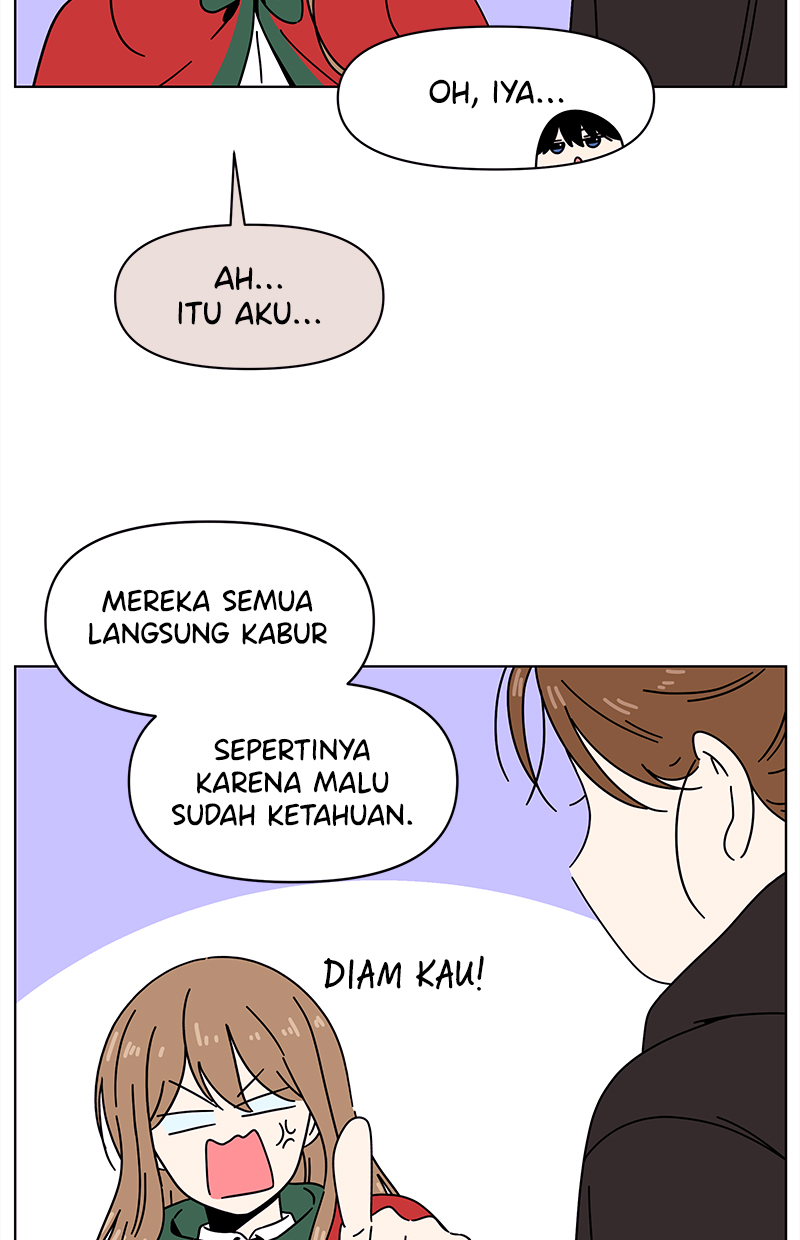 OH, IYA...
AH...
ITU AKU...
MEREKA SEMUA
LANGSUNG KABUR
SEPERTINYA
KARENA MALU
SUDAH KETAHUAN.
DIAM KAU!